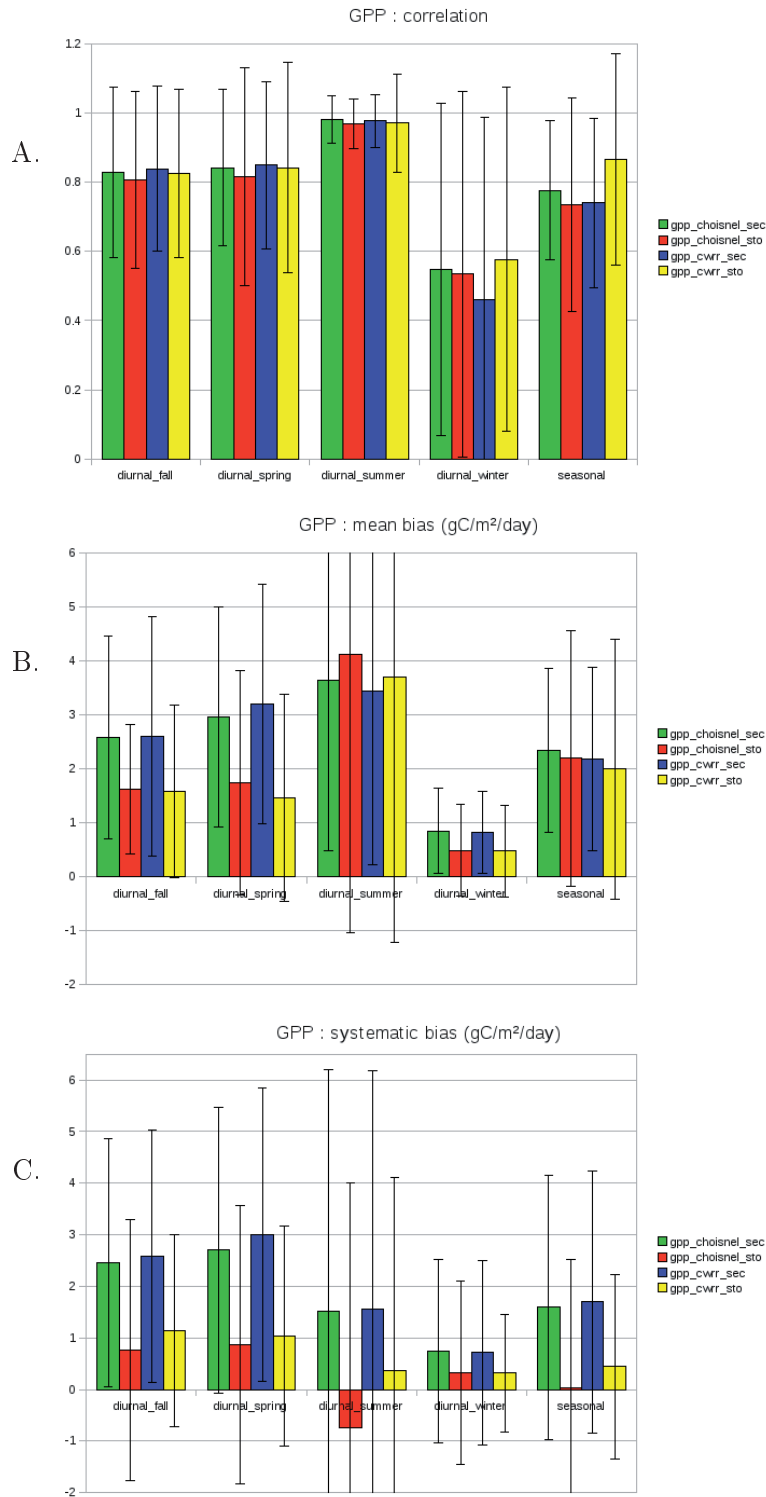 GPP : correlation
A.
1.2
1
0.8
0.6
0.4
0.2
0
diurnal_fall diurnal_spring diurnal_summer diurnal_winter seasonal
gpp_choisnel_sec
gpp_choisnel_sto
gpp_cwrr_sec
gpp_cwrr_sto
GPP : mean bias (gC/m²/day)
B.
6
5
4
3
2
1
0
-1
-2
diurnal_fall diurnal_spring diurnal_summer diurnal_winter seasonal
gpp_choisnel_sec
gpp_choisnel_sto
gpp_cwrr_sec
gpp_cwrr_sto
GPP : systematic bias (gC/m²/day)
C.
6
5
4
3
2
1
0
-1
-2
diurnal_fall diurnal_spring diurnal_summer diurnal_winter seasonal
gpp_choisnel_sec
gpp_choisnel_sto
gpp_cwrr_sec
gpp_cwrr_sto